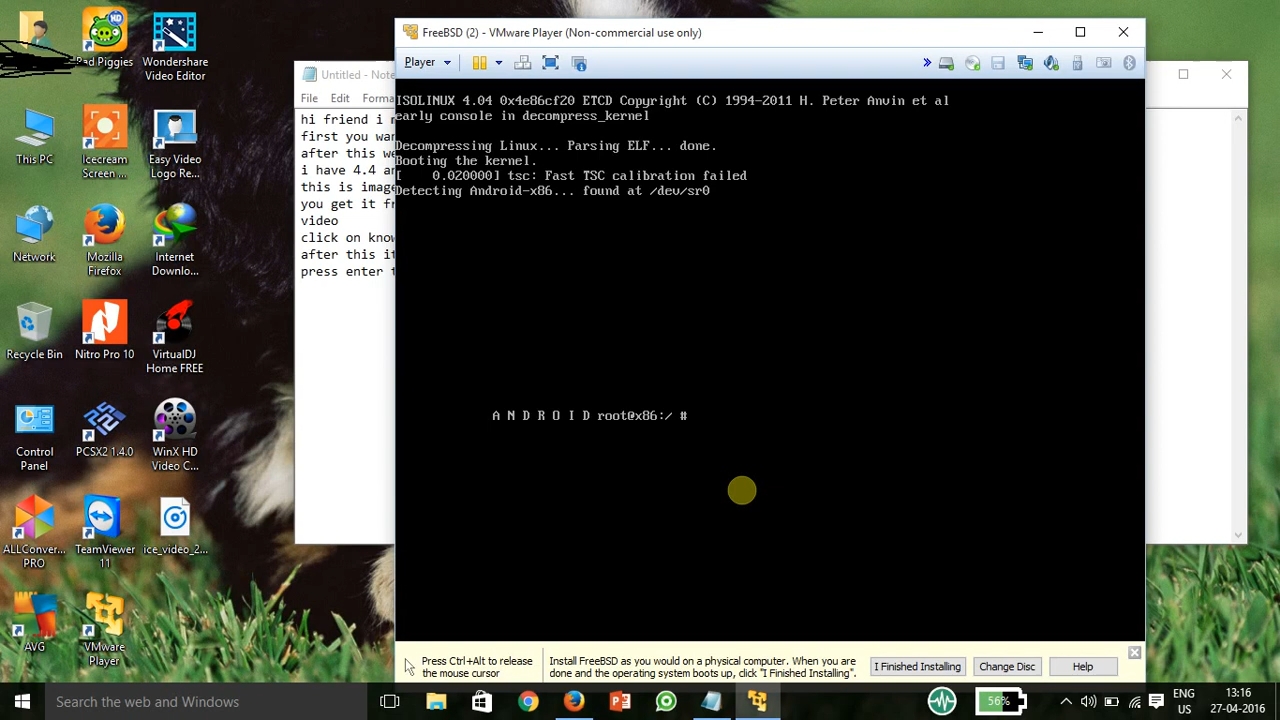 Bad Piggies
Wondershare
Video Editor
This PC
Icecream
Screen ...
Easy Video
Logo Re...
Network
Mozilla
Firefox
Internet
Downlo...
Recycle Bin
Nitro Pro 10
VirtualDJ
Home FREE
Control
Panel
PCSX2 1.4.0
WinX HD
Video C...
ALLConver...
PRO
TeamViewer
11
ice_video_2...
AVG
VMware
Player
Untitled - Note
File Edit Forma
hi friend i
first you wan
after this we
i have 4.4 an
this is image
you get it fr
video
click on know
after this it
press enter t
FreeBSD (2) - VMware Player (Non-commercial use only)
Player
ISOLINUX 4.04 0x4e86cf20 ETCD Copyright (C) 1994-2011 H. Peter Anvin et al
early console in decompress_kernel
Decompressing Linux... Parsing ELF... done.
Booting the kernel.
[    0.020000] tsc: Fast TSC calibration failed
Detecting Android-x86... found at /dev/sr0
A N D R O I D root@x86:/ #
Press Ctrl+Alt to release
the mouse cursor
Install FreeBSD as you would on a physical computer. When you are
done and the operating system boots up, click "I Finished Installing".
I Finished Installing
Change Disc
Help
Search the web and Windows
56%
ENG
US
13:16
27-04-2016